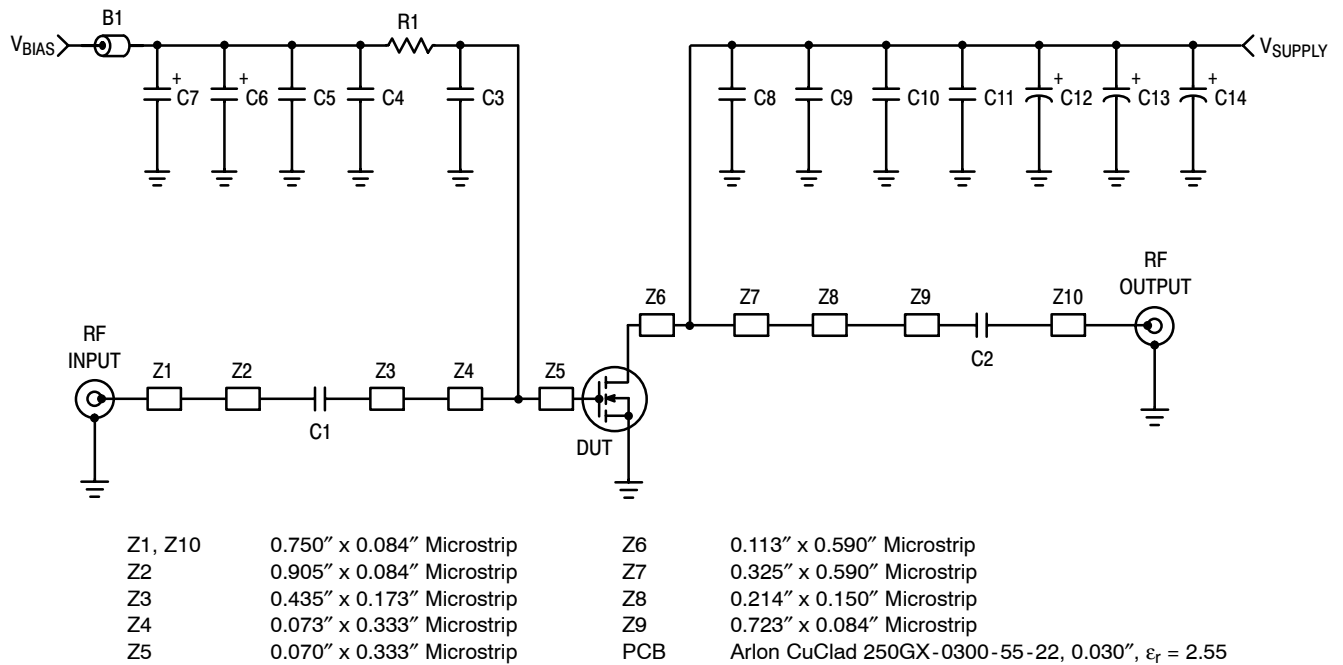 B1
R1
V_BIAS
V_SUPPLY
+
C7
+
C6
C5
C4
C3
C8
C9
C10
C11
+
C12
+
C13
+
C14
RF
OUTPUT
Z6
Z7
Z8
Z9
Z10
C2
RF
INPUT
Z1
Z2
Z3
Z4
Z5
C1
DUT
Z1, Z10 0.750″ x 0.084″ Microstrip
Z2 0.905″ x 0.084″ Microstrip
Z3 0.435″ x 0.173″ Microstrip
Z4 0.073″ x 0.333″ Microstrip
Z5 0.070″ x 0.333″ Microstrip
Z6 0.113″ x 0.590″ Microstrip
Z7 0.325″ x 0.590″ Microstrip
Z8 0.214″ x 0.150″ Microstrip
Z9 0.723″ x 0.084″ Microstrip
PCB Arlon CuClad 250GX-0300-55-22, 0.030″, εr = 2.55